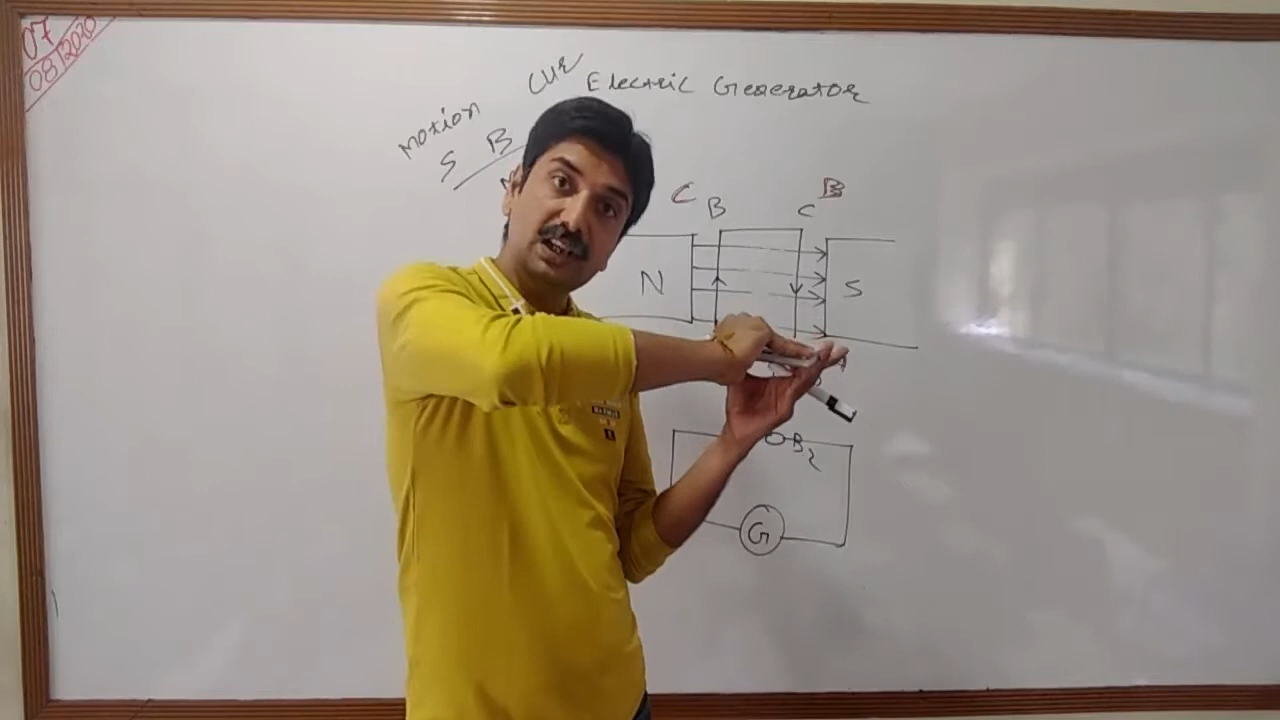 07
08/2020
Cur Electric Generator
Motion
S B
C B C B
N S
B2
G